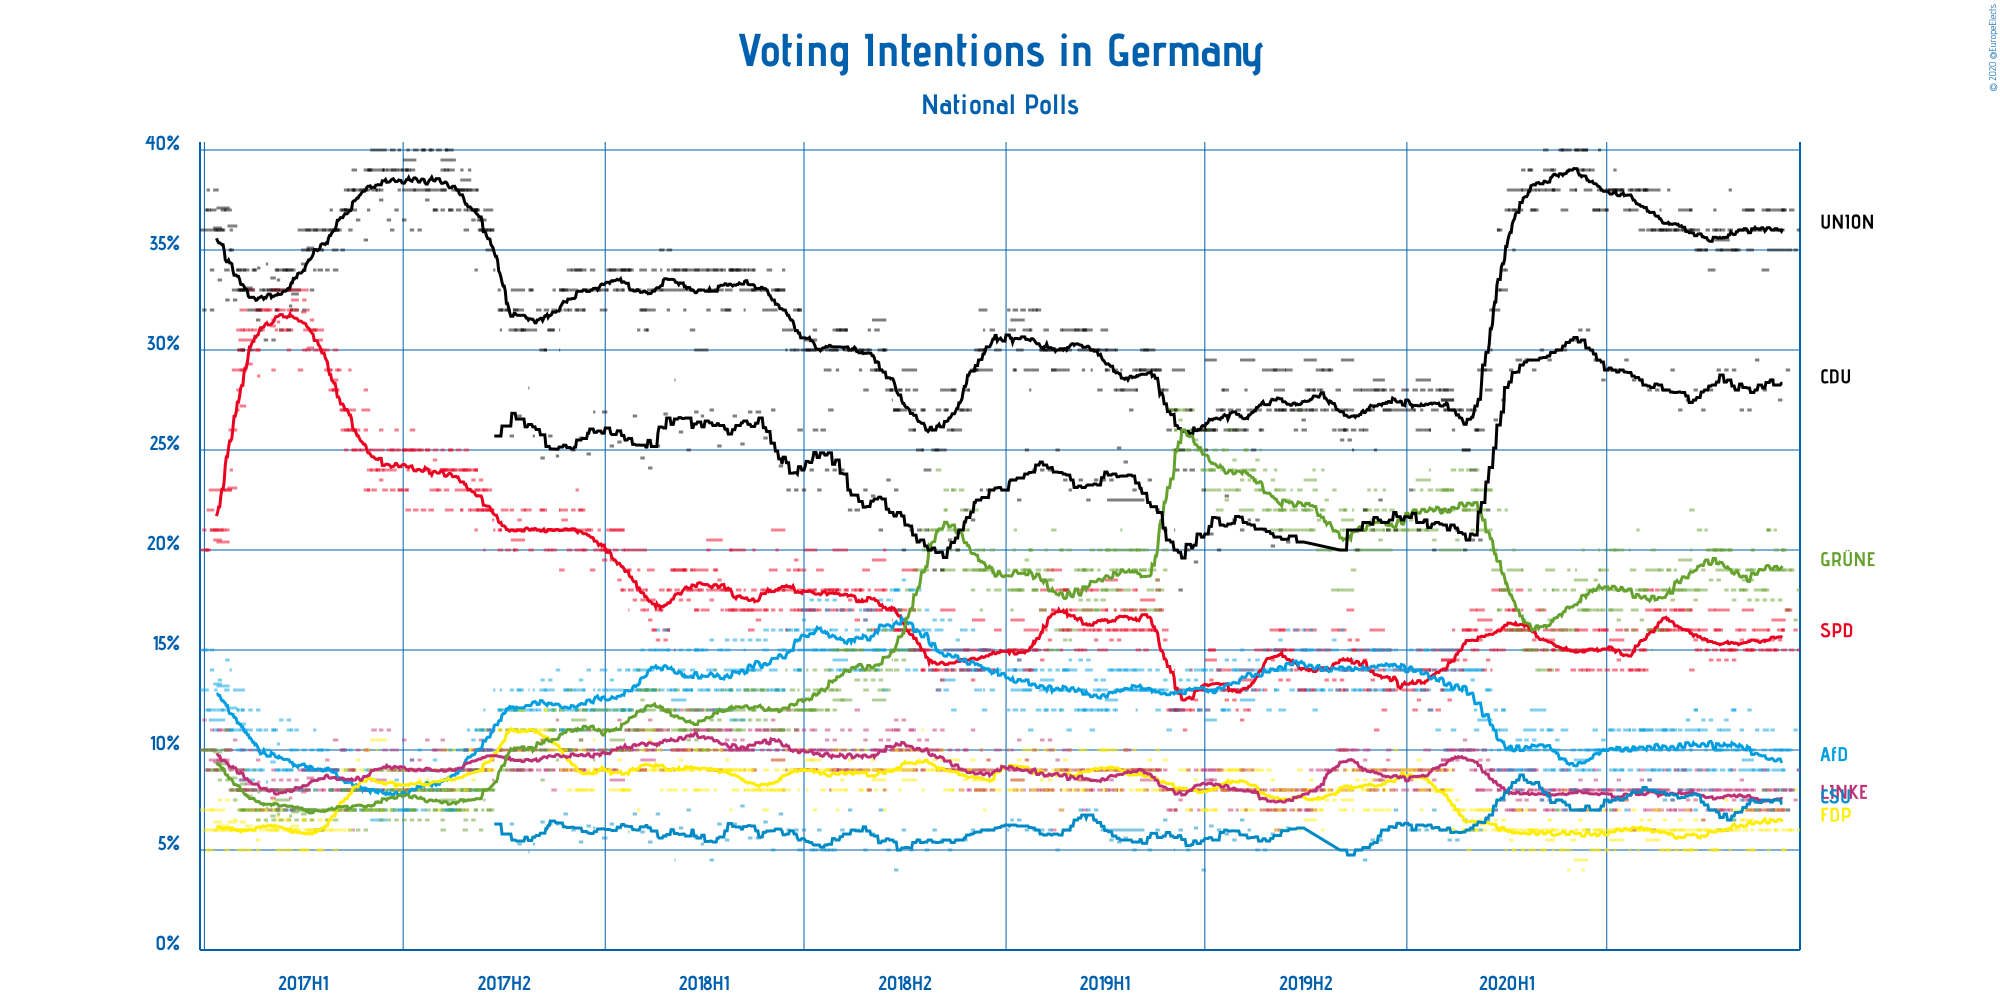 © 2020 @EuropeElects
Voting Intentions in Germany
National Polls
40%
35%
30%
25%
20%
15%
10%
5%
0%
UNION
CDU
GRÜNE
SPD
AfD
LINKE
CSU
FDP
2017H1
2017H2
2018H1
2018H2
2019H1
2019H2
2020H1